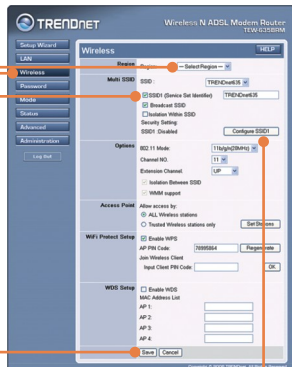 TRENDNET
Wireless N ADSL Modem Router
TEW-635BRM
Setup Wizard
LAN
Wireless
Password
Mode
Status
Advanced
Administration
Log Out
Wireless
HELP
Region
Region: -- Select Region --
Multi SSID
SSID : TRENDnet635
SSID1 (Service Set Identifier) TRENDnet635
Broadcast SSID
Isolation Within SSID
Security Setting:
SSID1: Disabled
Configure SSID1
Options
802.11 Mode: 11b/g/n(20MHz)
Channel NO. 11
Extension Channel. UP
Isolation Between SSID
WMM support
Access Point
Allow access by:
ALL Wireless stations
Trusted Wireless stations only
Set Stations
WiFi Protect Setup
Enable WPS
AP PIN Code: 78995864 Regenerate
Join Wireless Client
Input Client PIN Code: OK
WDS Setup
Enable WDS
MAC Address List
AP 1:
AP 2:
AP 3:
AP 4:
Save Cancel